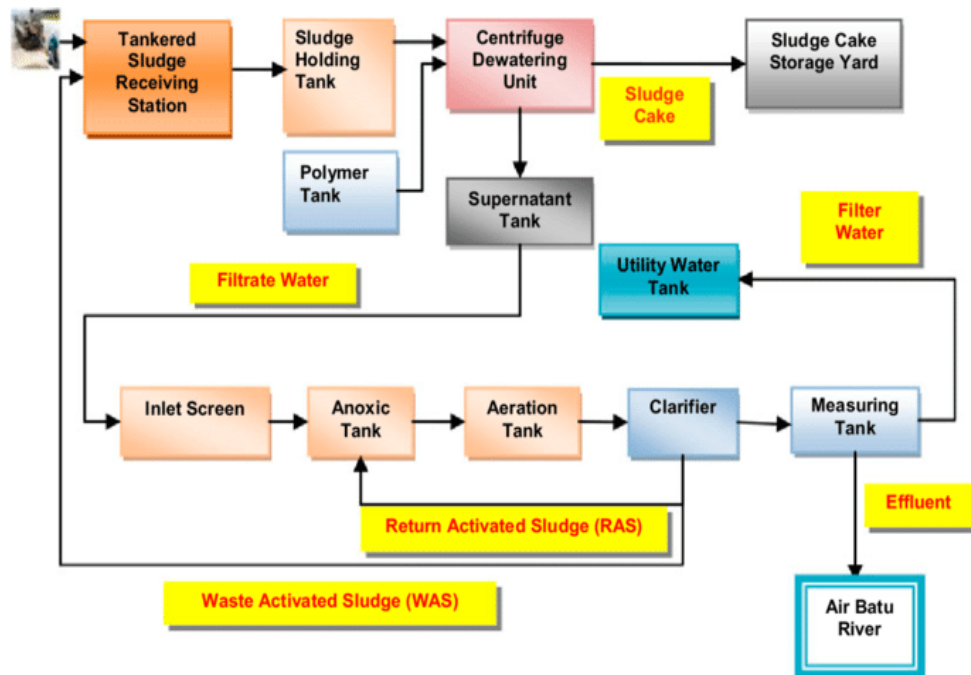 Tankered
Sludge
Receiving
Station
Sludge
Holding
Tank
Centrifuge
Dewatering
Unit
Sludge Cake
Storage Yard
Sludge
Cake
Polymer
Tank
Supernatant
Tank
Filter
Water
Utility Water
Tank
Filtrate Water
Inlet Screen
Anoxic
Tank
Aeration
Tank
Clarifier
Measuring
Tank
Effluent
Return Activated Sludge (RAS)
Waste Activated Sludge (WAS)
Air Batu
River